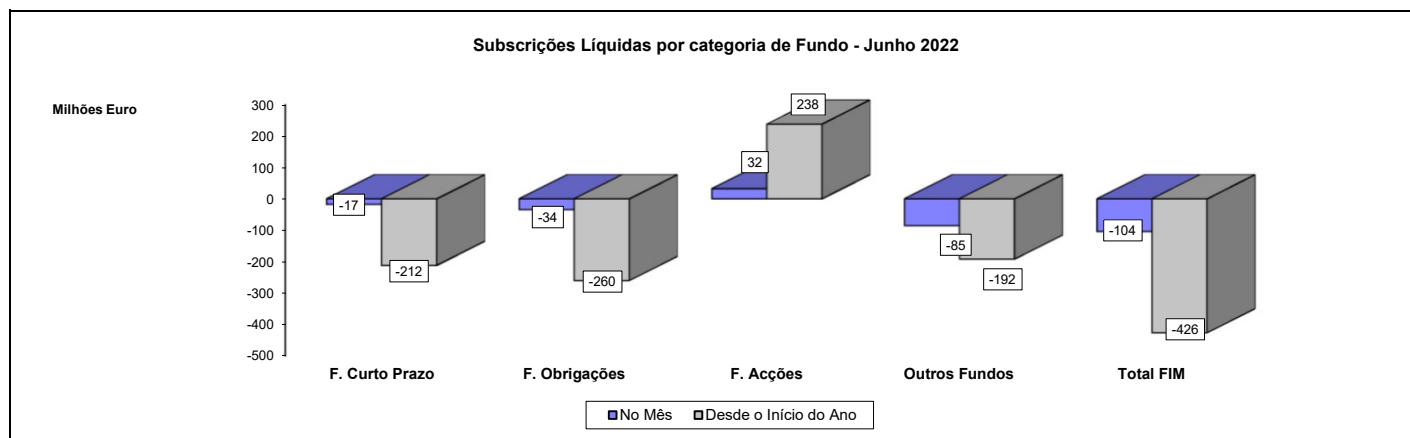 Subscrições Líquidas por categoria de Fundo - Junho 2022
Milhões Euro
300
200
100
0
-100
-200
-300
-400
-500
-17
-212
-34
-260
32
238
-85
-192
-104
-426
F. Curto Prazo
F. Obrigações
F. Acções
Outros Fundos
Total FIM
No Mês
Desde o Início do Ano